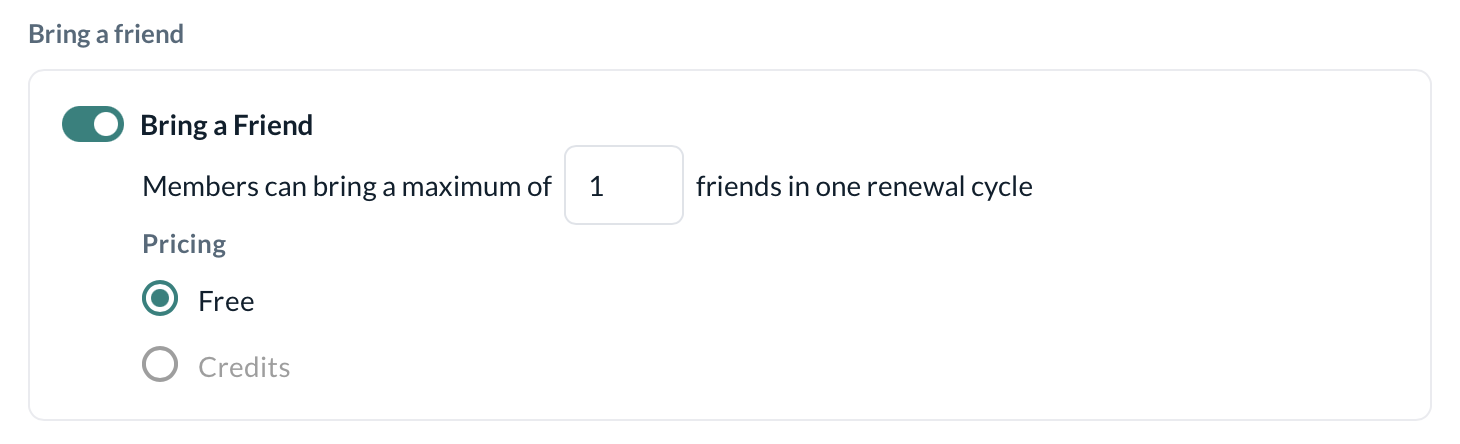 Bring a friend
Bring a Friend
Members can bring a maximum of 1 friends in one renewal cycle
Pricing
Free
Credits